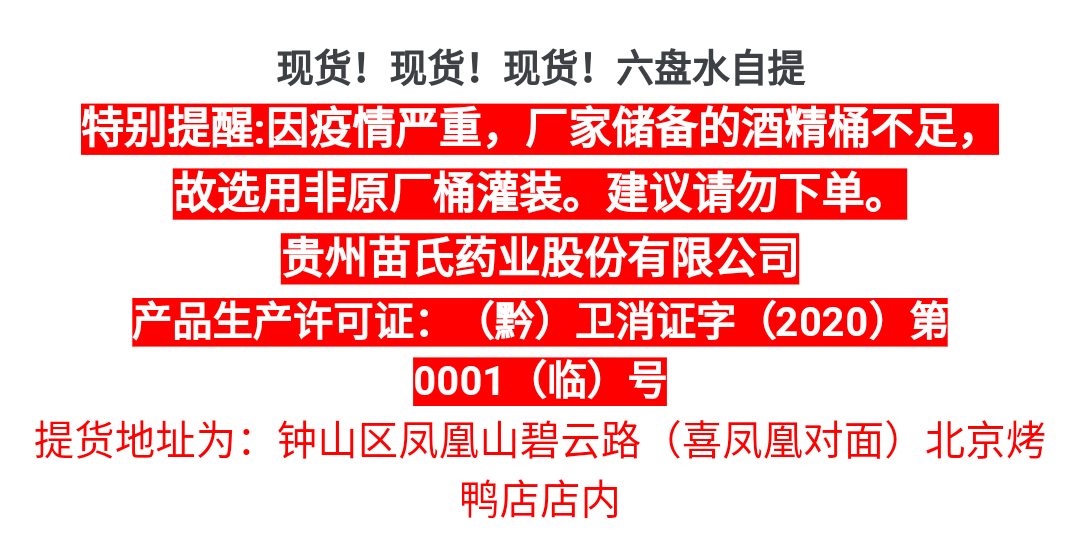 现货！现货！现货！六盘水自提
特别提醒:因疫情严重，厂家储备的酒精桶不足，
故选用非原厂桶灌装。建议请勿下单。
贵州苗氏药业股份有限公司
产品生产许可证：（黔）卫消证字（2020）第
0001（临）号
提货地址为：钟山区凤凰山碧云路（喜凤凰对面）北京烤
鸭店店内